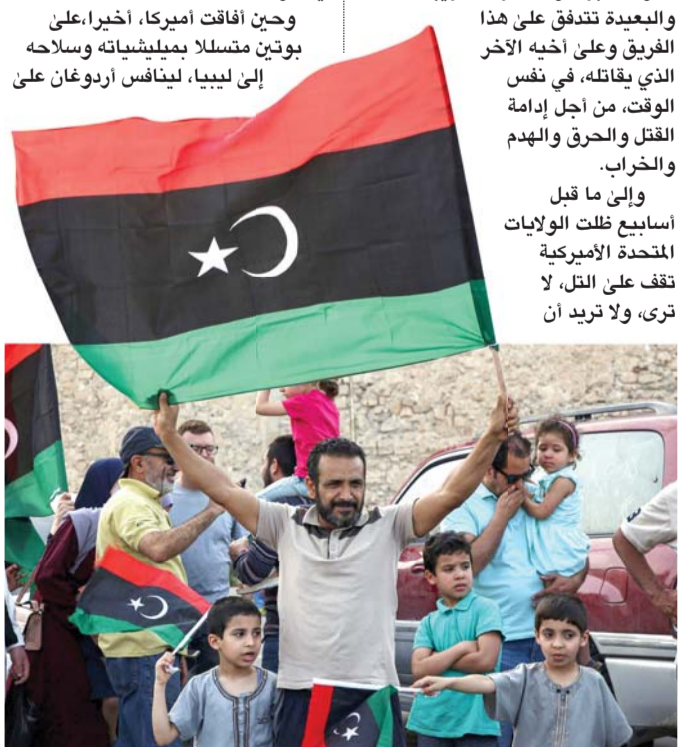 والبعيدة تتدفق علىٰ هذا
الفريق وعلىٰ أخيه الآخر
الذي يقاتله، في نفس
الوقت، من أجل إدامة
القتل والحرق والهدم
والخراب.
وإلىٰ ما قبل
أسابيع ظلت الولايات
المتحدة الأميركية
تقف علىٰ التل، لا
ترى، ولا تريد أن
وحين أفاقت أميركا، أخيرا،علىٰ
بوتين متسللا بميليشياته وسلاحه
إلىٰ ليبيا، لينافس أردوغان علىٰ